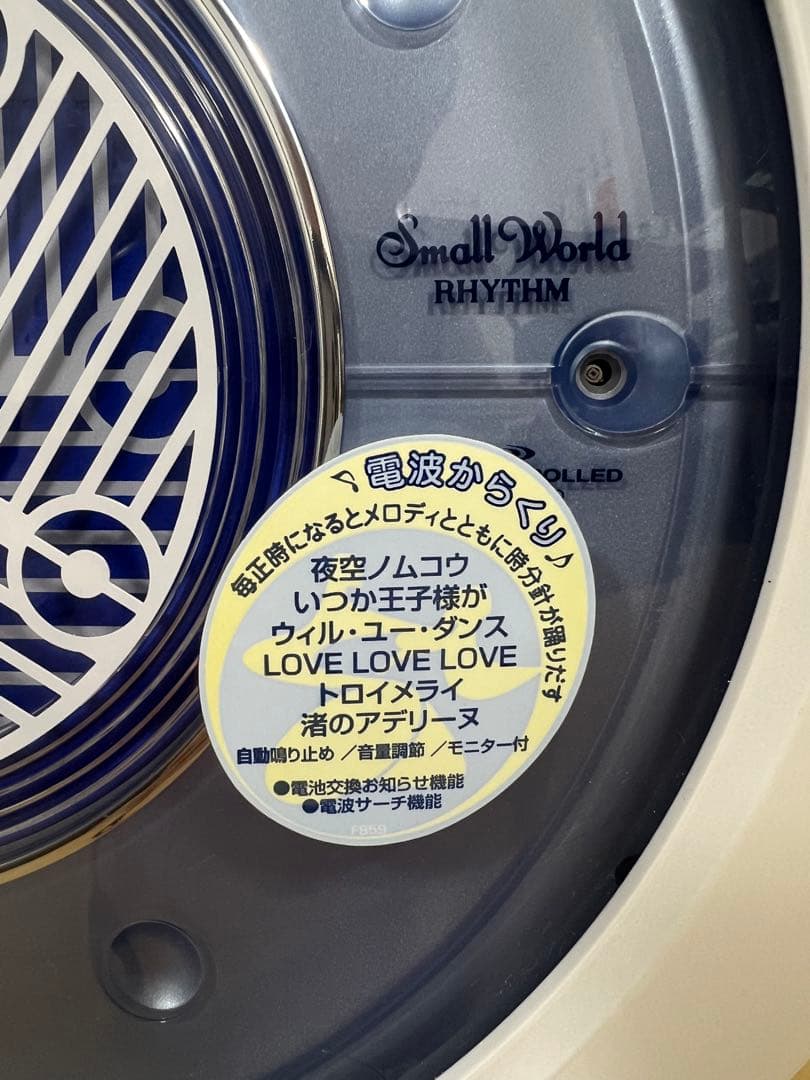 Small World
RHYTHM
OLLED
♪電波からくり♪
毎正時になるとメロディとともに時分針が踊りだす
夜空ノムコウ
いつか王子様が
ウィル・ユー・ダンス
LOVE LOVE LOVE
トロイメライ
渚のアデリーヌ
自動鳴り止め／音量調節／モニター付
●電池交換お知らせ機能
●電波サーチ機能
F859